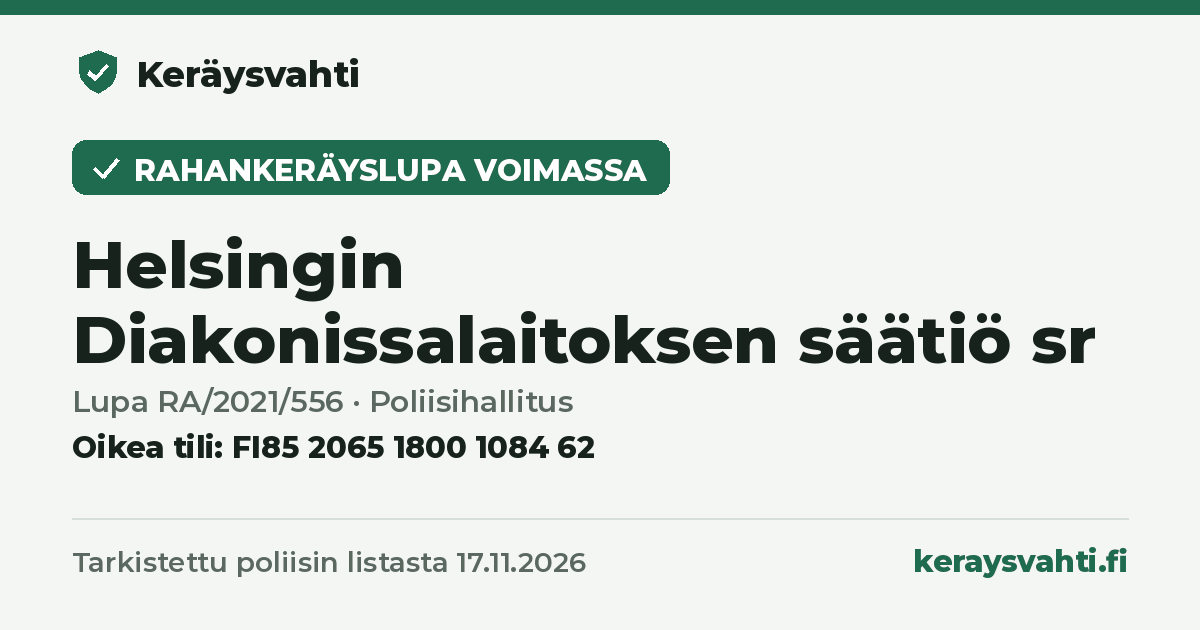 Keräysvahti
RAHANKERÄYSLUPA VOIMASSA
Helsingin
Diakonissalaitoksen säätiö sr
Lupa RA/2021/556 · Poliisihallitus
Oikea tili: FI85 2065 1800 1084 62
Tarkistettu poliisin listasta 17.11.2026
keraysvahti.fi